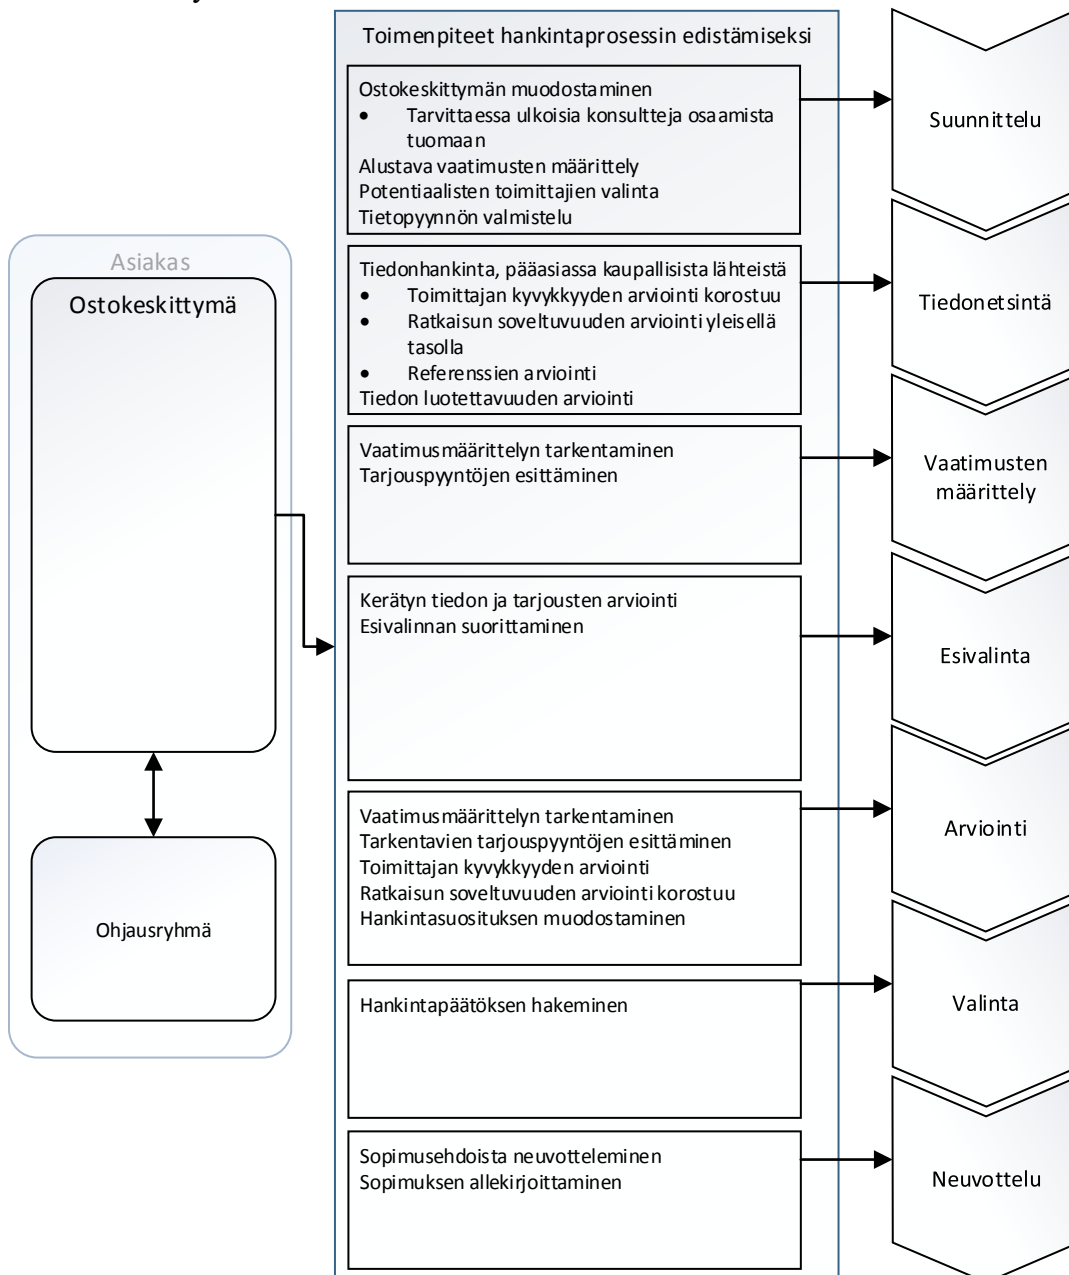 Toimenpiteet hankintaprosessin edistämiseksi
Ostokeskittymän muodostaminen
• Tarvittaessa ulkoisia konsultteja osaamista
tuomaan
Alustava vaatimusten määrittely
Potentiaalisten toimittajien valinta
Tietopyynnön valmistelu
Suunnittelu
Asiakas
Ostokeskittymä
Tiedonhankinta, pääasiassa kaupallisista lähteistä
• Toimittajan kyvykkyyden arviointi korostuu
• Ratkaisun soveltuvuuden arviointi yleisellä
tasolla
• Referenssien arviointi
Tiedon luotettavuuden arviointi
Tiedonetsintä
Vaatimusmäärittelyn tarkentaminen
Tarjouspyyntöjen esittäminen
Vaatimusten
määrittely
Kerätyn tiedon ja tarjousten arviointi
Esivalinnan suorittaminen
Esivalinta
Vaatimusmäärittelyn tarkentaminen
Tarkentavien tarjouspyyntöjen esittäminen
Toimittajan kyvykkyyden arviointi
Ratkaisun soveltuvuuden arviointi korostuu
Hankintasuosituksen muodostaminen
Arviointi
Ohjausryhmä
Hankintapäätöksen hakeminen
Valinta
Sopimusehdoista neuvotteleminen
Sopimuksen allekirjoittaminen
Neuvottelu